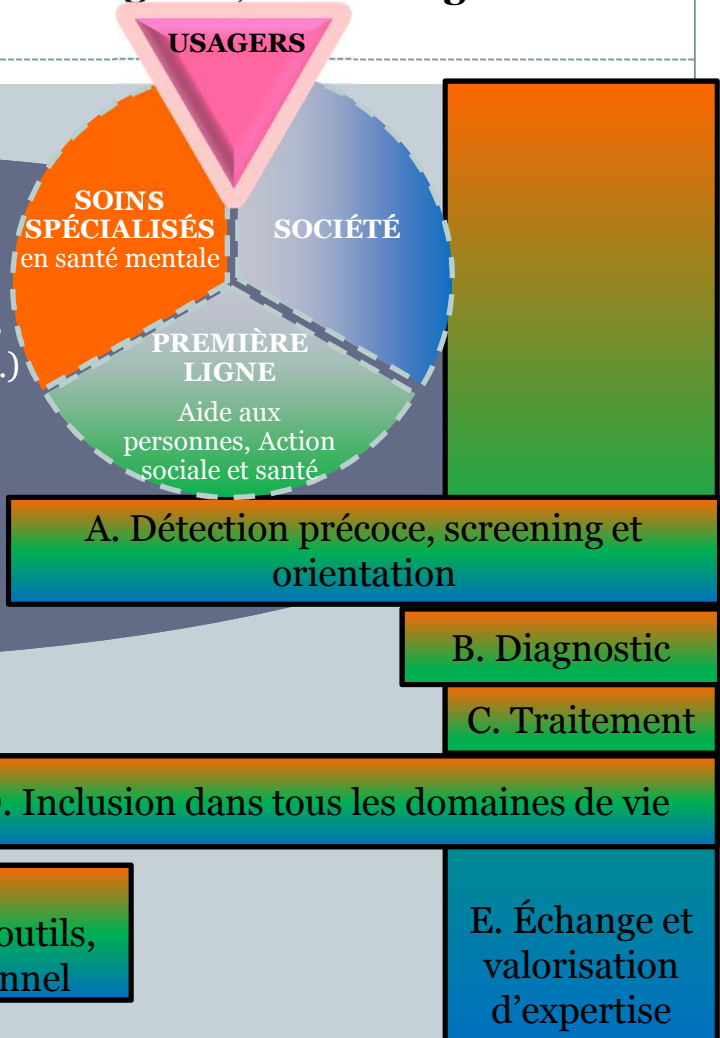 USAGERS
SOINS
SPÉCIALISÉS
en santé mentale
SOCIÉTÉ
PREMIÈRE
LIGNE
Aide aux
personnes, Action
sociale et santé
.)
A. Détection précoce, screening et
orientation
B. Diagnostic
C. Traitement
. Inclusion dans tous les domaines de vie
outils,
E. Échange et
valorisation
d’expertise